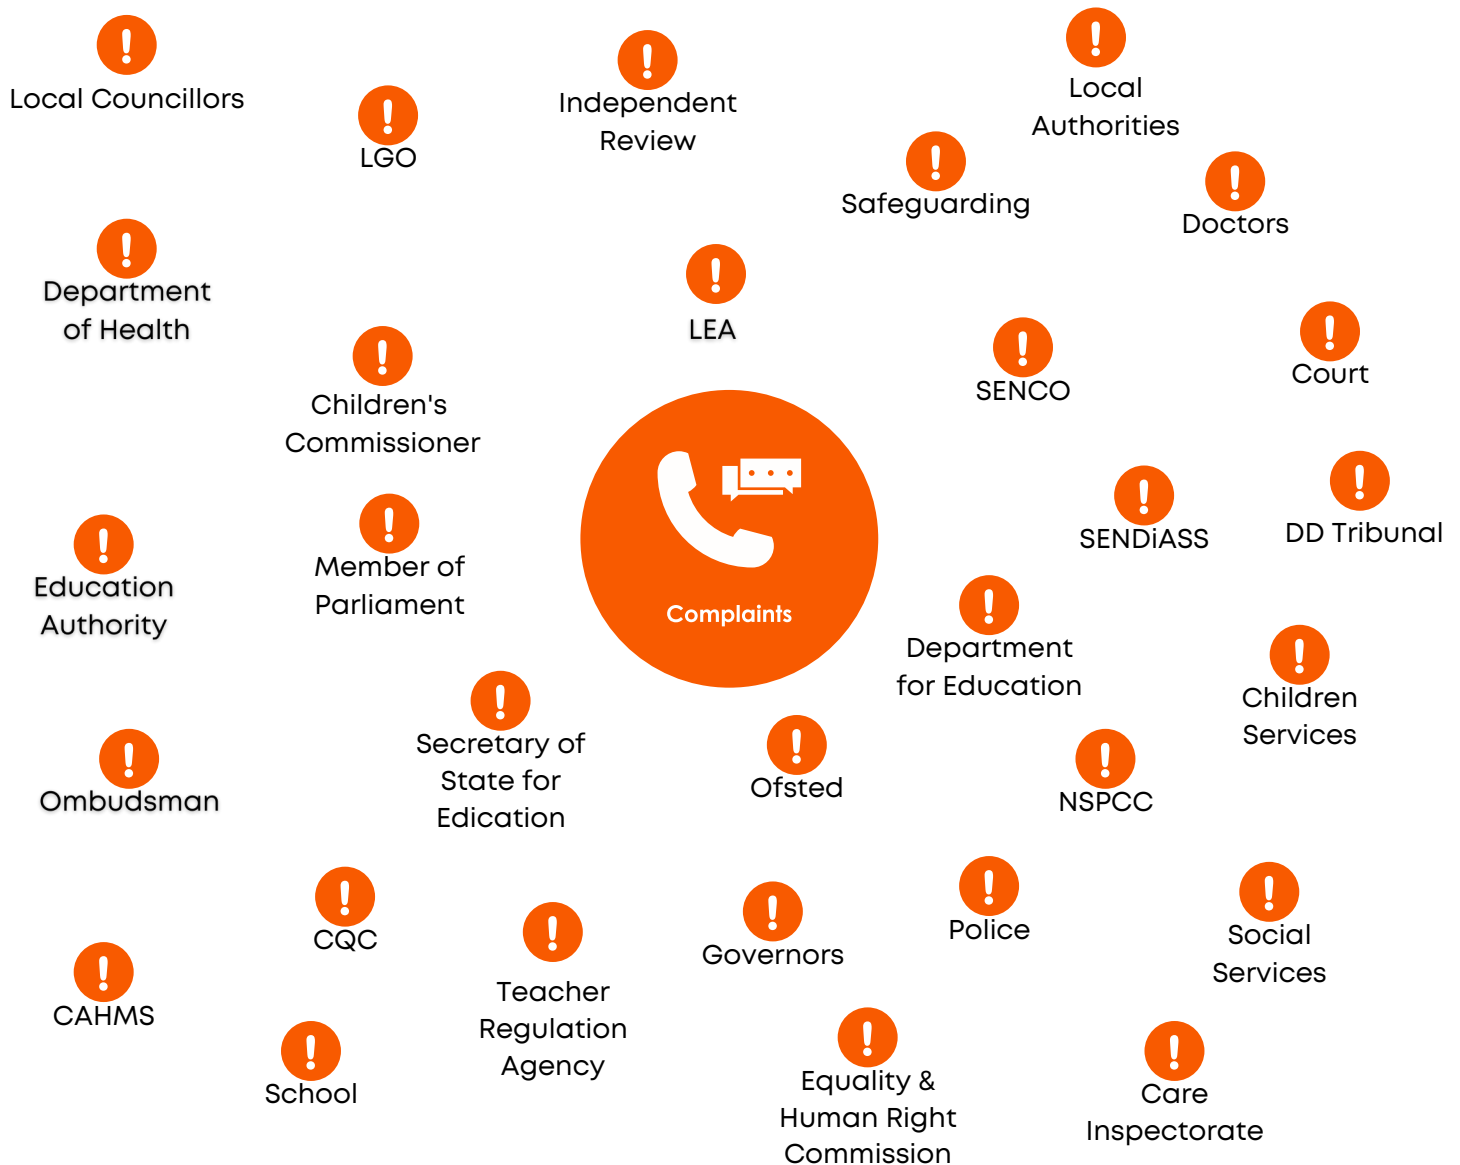 Local Councillors
LGO
Independent
Review
Local
Authorities
Safeguarding
Doctors
Department
of Health
LEA
Children's
Commissioner
SENCO
Court
Complaints
Member of
Parliament
Education
Authority
SENDiASS
DD Tribunal
Department
for Education
Children
Services
Secretary of
State for
Edication
Ofsted
NSPCC
Ombudsman
CQC
Governors
Police
Social
Services
CAHMS
Teacher
Regulation
Agency
School
Equality &
Human Right
Commission
Care
Inspectorate